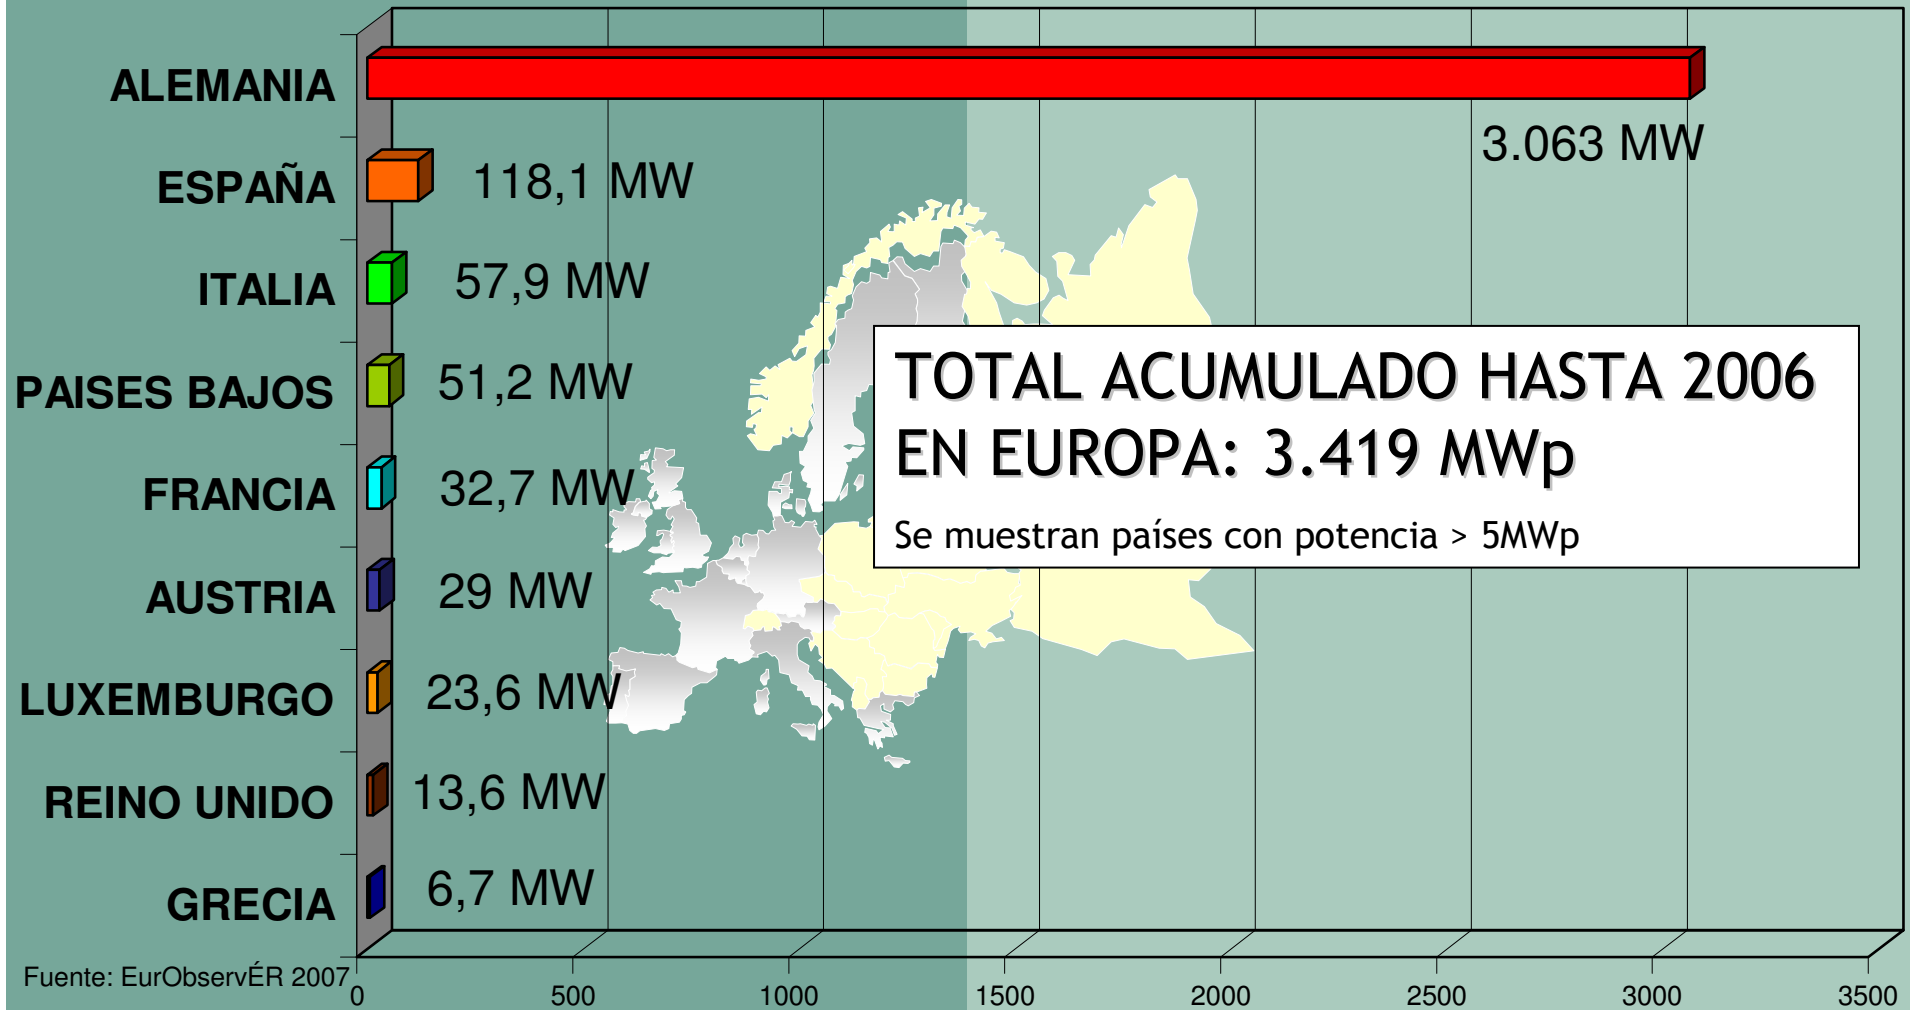 ALEMANIA
3.063 MW
ESPAÑA
118,1 MW
ITALIA
57,9 MW
PAISES BAJOS
51,2 MW
TOTAL ACUMULADO HASTA 2006
EN EUROPA: 3.419 MWp
Se muestran países con potencia > 5MWp
FRANCIA
32,7 MW
AUSTRIA
29 MW
LUXEMBURGO
23,6 MW
REINO UNIDO
13,6 MW
GRECIA
6,7 MW
Fuente: EurObservÉR 2007
0 500 1000 1500 2000 2500 3000 3500